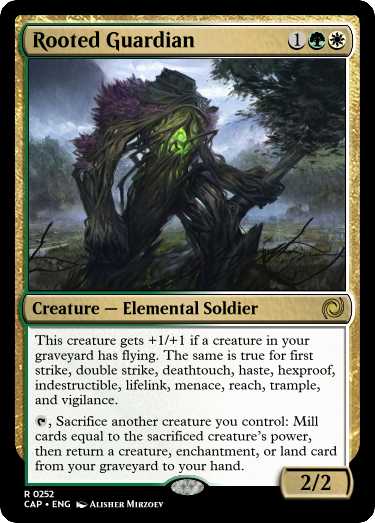 Rooted Guardian 1
Creature — Elemental Soldier
This creature gets +1/+1 if a creature in your
graveyard has flying. The same is true for first
strike, double strike, deathtouch, haste, hexproof,
indestructible, lifelink, menace, reach, trample,
and vigilance.
, Sacrifice another creature you control: Mill
cards equal to the sacrificed creature's power,
then return a creature, enchantment, or land card
from your graveyard to your hand.
2/2
R 0252
CAP • ENG Alisher Mirzoev